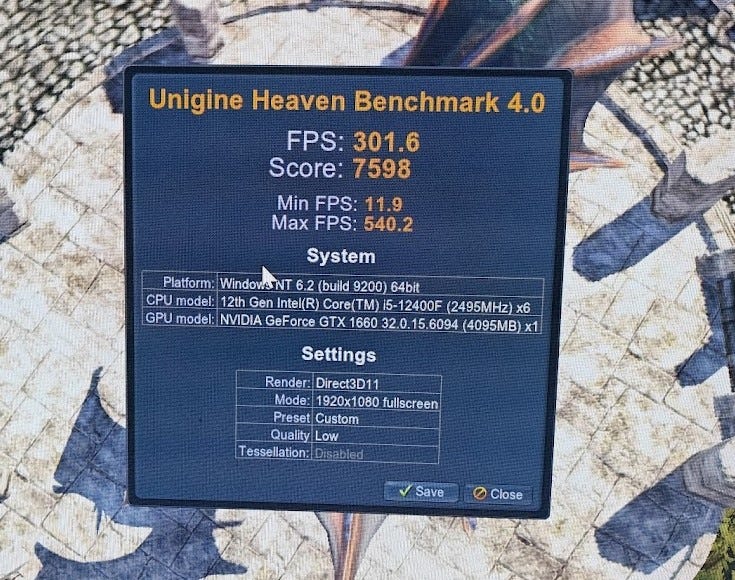 Unigine Heaven Benchmark 4.0
FPS: 301.6
Score: 7598
Min FPS: 11.9
Max FPS: 540.2
System
Platform: Windows NT 6.2 (build 9200) 64bit
CPU model: 12th Gen Intel(R) Core(TM) i5-12400F (2495MHz) x6
GPU model: NVIDIA GeForce GTX 1660 32.0.15.6094 (4095MB) x1
Settings
Render: Direct3D11
Mode: 1920x1080 fullscreen
Preset Custom
Quality Low
Tessellation: Disabled
Save Close